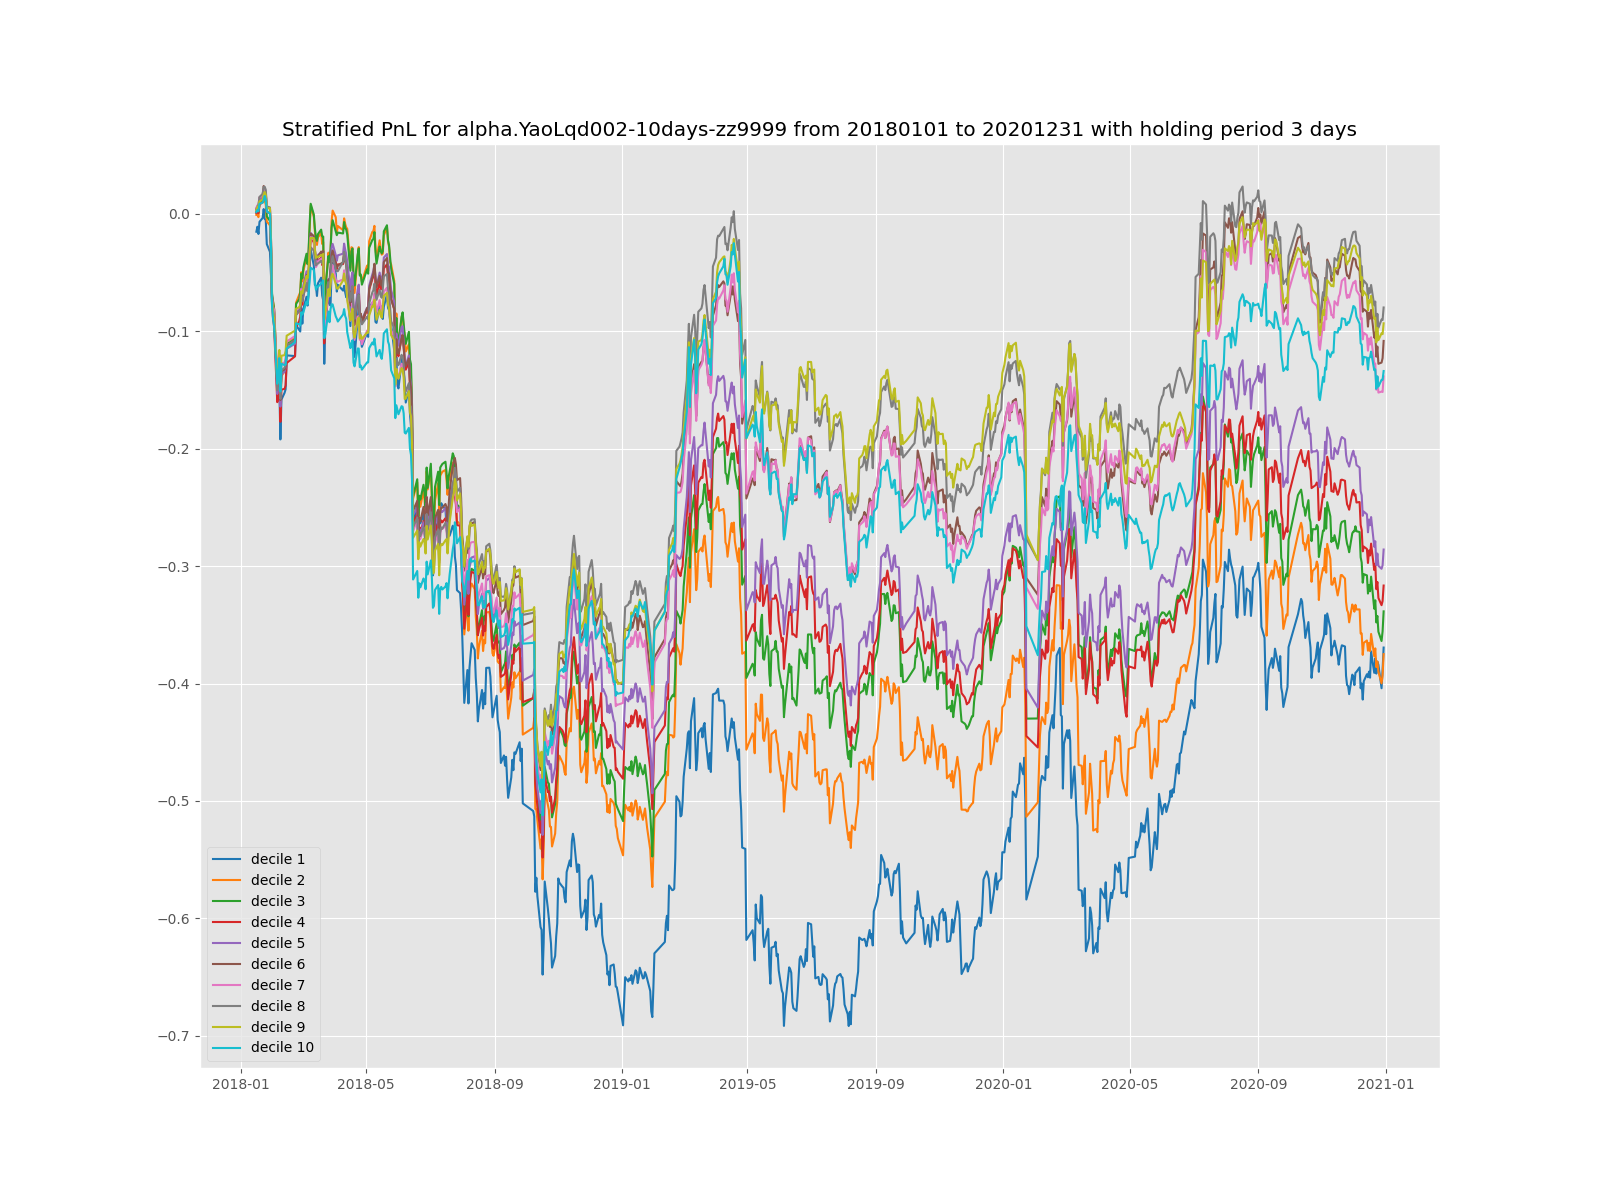 Stratified PnL for alpha.YaoLqd002-10days-zz9999 from 20180101 to 20201231 with holding period 3 days
0.0
−0.1
−0.2
−0.3
−0.4
−0.5
−0.6
−0.7
decile 1
decile 2
decile 3
decile 4
decile 5
decile 6
decile 7
decile 8
decile 9
decile 10
2018-01
2018-05
2018-09
2019-01
2019-05
2019-09
2020-01
2020-05
2020-09
2021-01